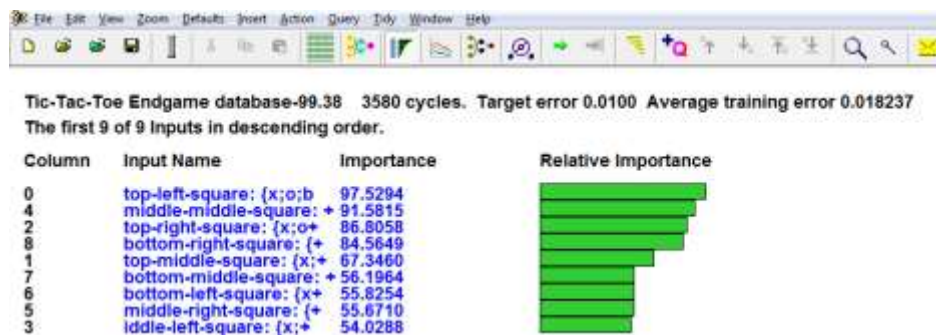 File Edit View Zoom Defaults Insert Action Query Tidy Window Help
Tic-Tac-Toe Endgame database-99.38 3580 cycles. Target error 0.0100 Average training error 0.018237
The first 9 of 9 Inputs in descending order.
Column Input Name Importance Relative Importance
0 top-left-square: {x;o;b 97.5294
4 middle-middle-square: + 91.5815
2 top-right-square: {x;o+ 86.8058
8 bottom-right-square: {+ 84.5649
1 top-middle-square: {x;+ 67.3460
7 bottom-middle-square: + 56.1964
6 bottom-left-square: {x+ 55.8254
5 middle-right-square: {+ 55.6710
3 iddle-left-square: {x;+ 54.0288